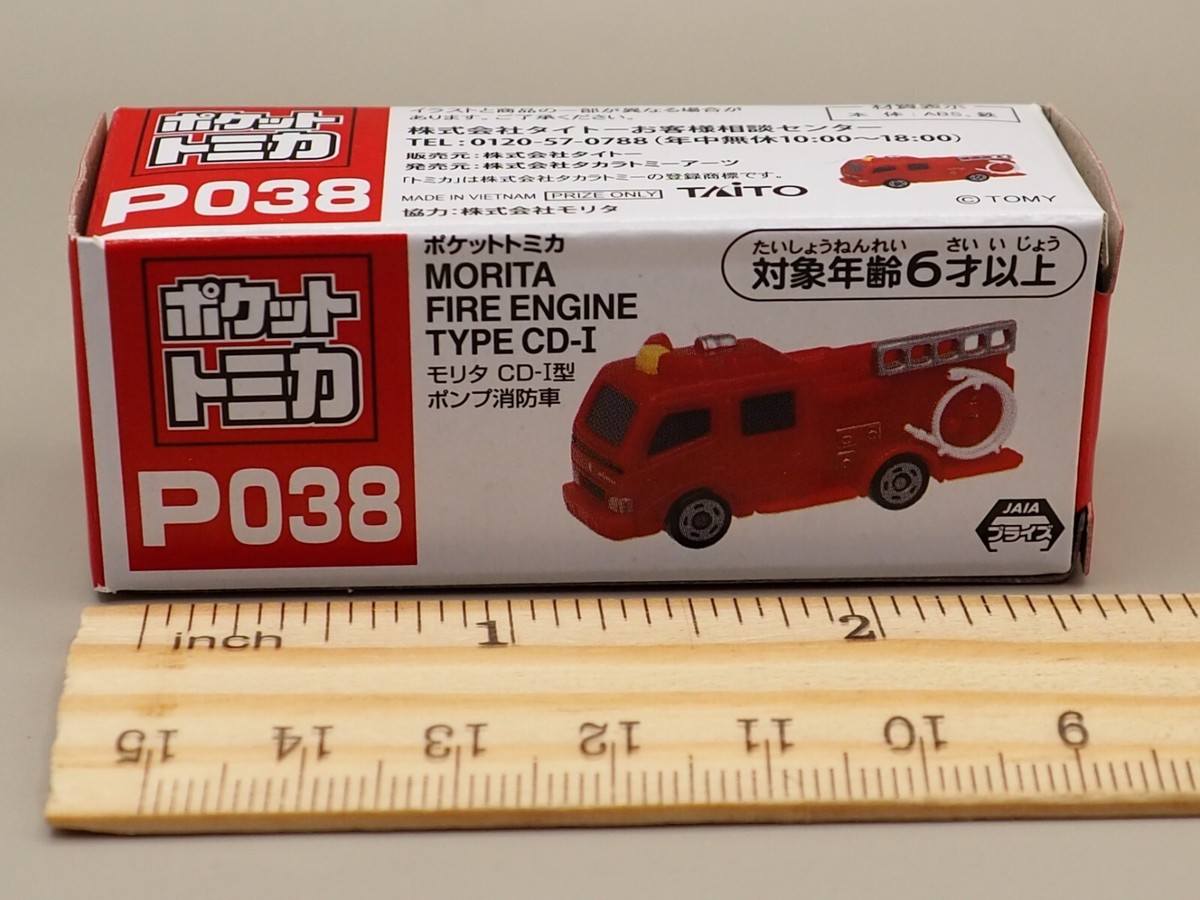 ポケット
トミカ
P038
イラストと商品の一部が異なる場合が
あります。ご了承ください。
株式会社タイトーお客様相談センター
TEL:0120-57-0788(年中無休10:00〜18:00)
販売元:株式会社タイトー
発売元:株式会社タカラトミーアーツ
「トミカ」は株式会社タカラトミーの登録商標です。
MADE IN VIETNAM PRIZE ONLY TAITO
協力:株式会社モリタ
材質表示
本体:ABS、鉄
©TOMY
ポケット
トミカ
P038
ポケットトミカ
MORITA
FIRE ENGINE
TYPE CD-I
モリタ CD-I型
ポンプ消防車
たいしょうねんれい さいいじょう
対象年齢6才以上
JAIA
プライズ
inch 1 2
15 14 13 12 11 10 9